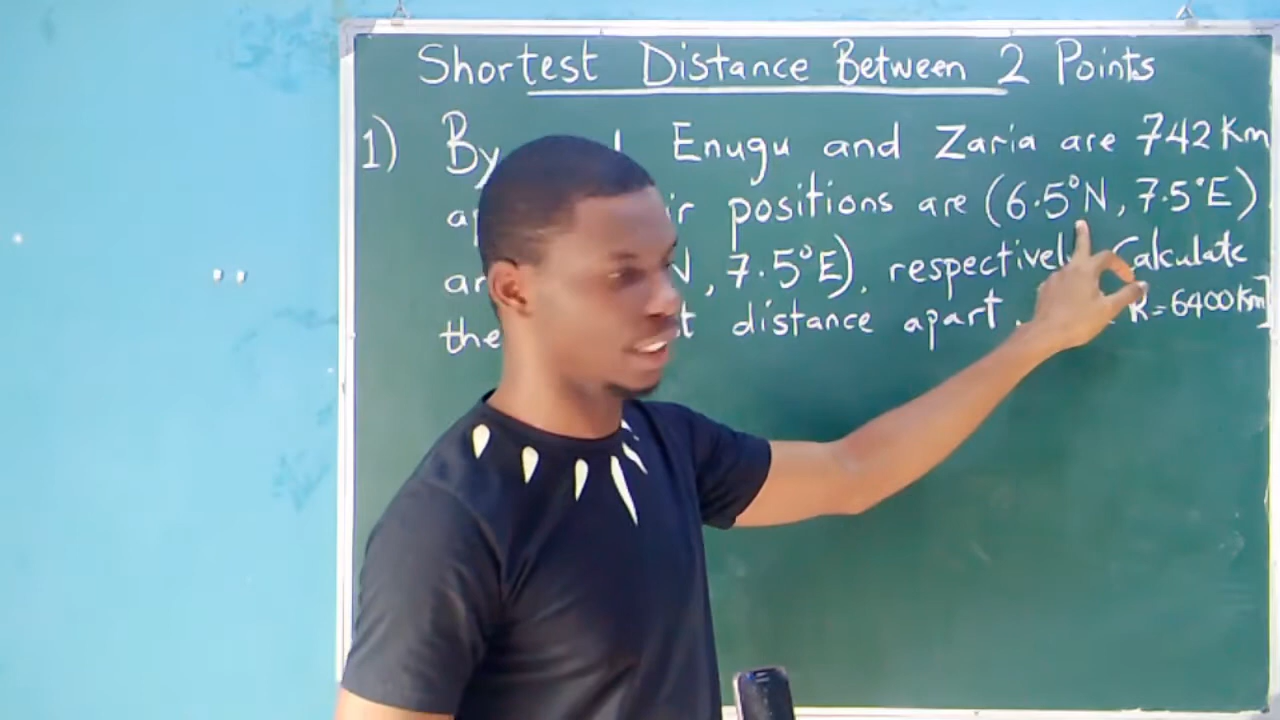 Shortest Distance Between 2 Points
1) By Enugu and Zaria are 742 Km
positions are (6.5°N, 7.5°E)
N, 7.5°E), respectively Calculate
the distance apart. R = 6400 Km]